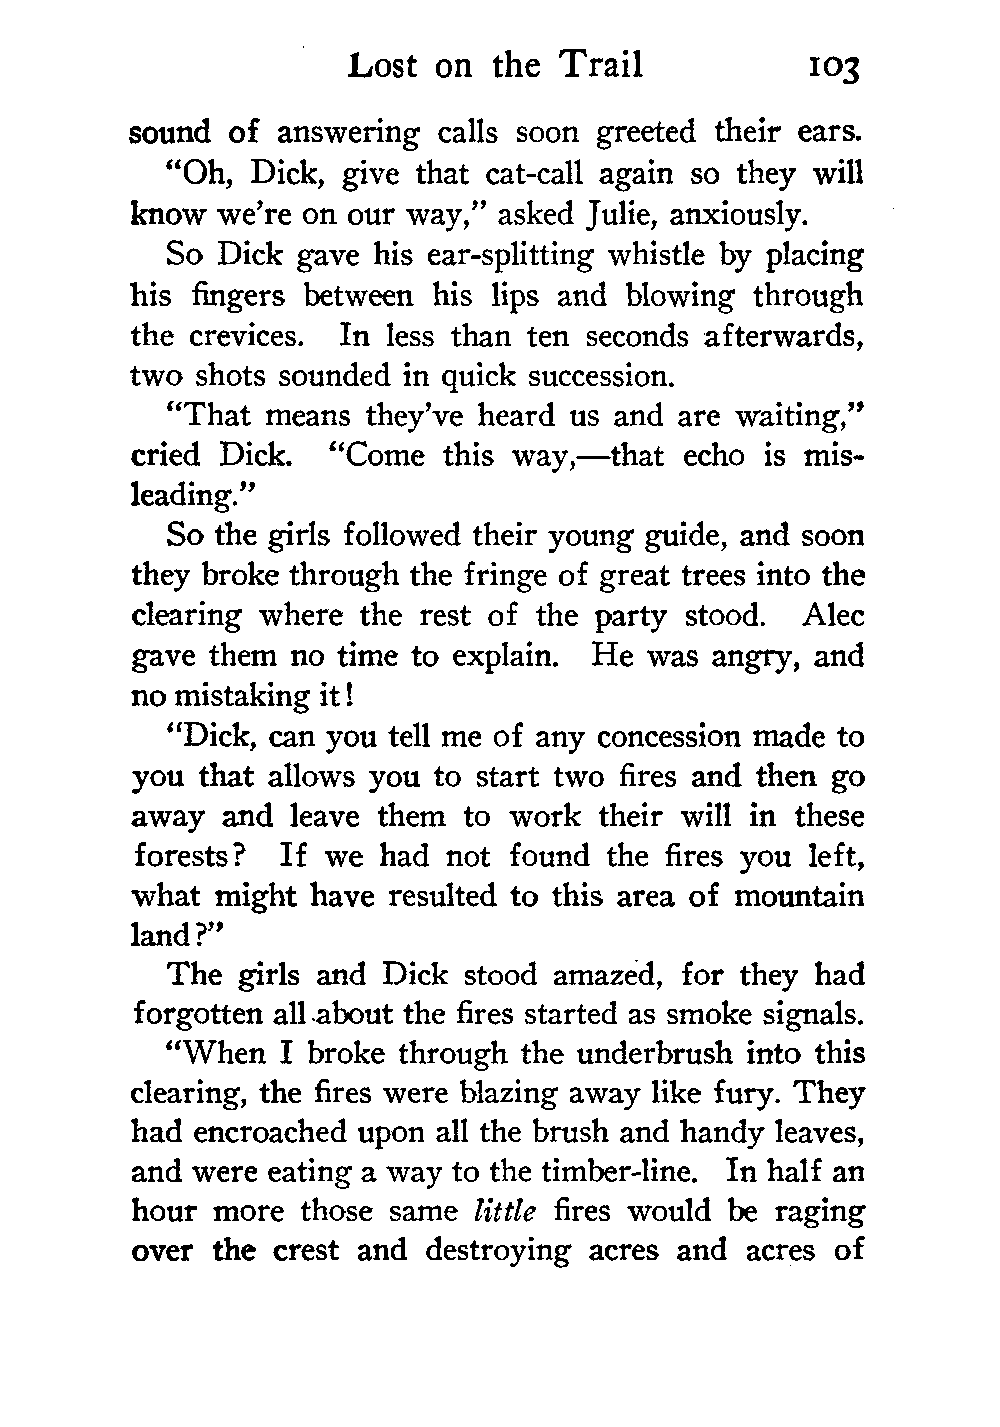 Lost on the Trail 103
sound of answering calls soon greeted their ears.
“Oh, Dick, give that cat-call again so they will
know we’re on our way,” asked Julie, anxiously.
So Dick gave his ear-splitting whistle by placing
his fingers between his lips and blowing through
the crevices. In less than ten seconds afterwards,
two shots sounded in quick succession.
“That means they’ve heard us and are waiting,”
cried Dick. “Come this way,—that echo is mis-
leading.”
So the girls followed their young guide, and soon
they broke through the fringe of great trees into the
clearing where the rest of the party stood. Alec
gave them no time to explain. He was angry, and
no mistaking it!
“Dick, can you tell me of any concession made to
you that allows you to start two fires and then go
away and leave them to work their will in these
forests? If we had not found the fires you left,
what might have resulted to this area of mountain
land?”
The girls and Dick stood amazed, for they had
forgotten all about the fires started as smoke signals.
“When I broke through the underbrush into this
clearing, the fires were blazing away like fury. They
had encroached upon all the brush and handy leaves,
and were eating a way to the timber-line. In half an
hour more those same little fires would be raging
over the crest and destroying acres and acres of